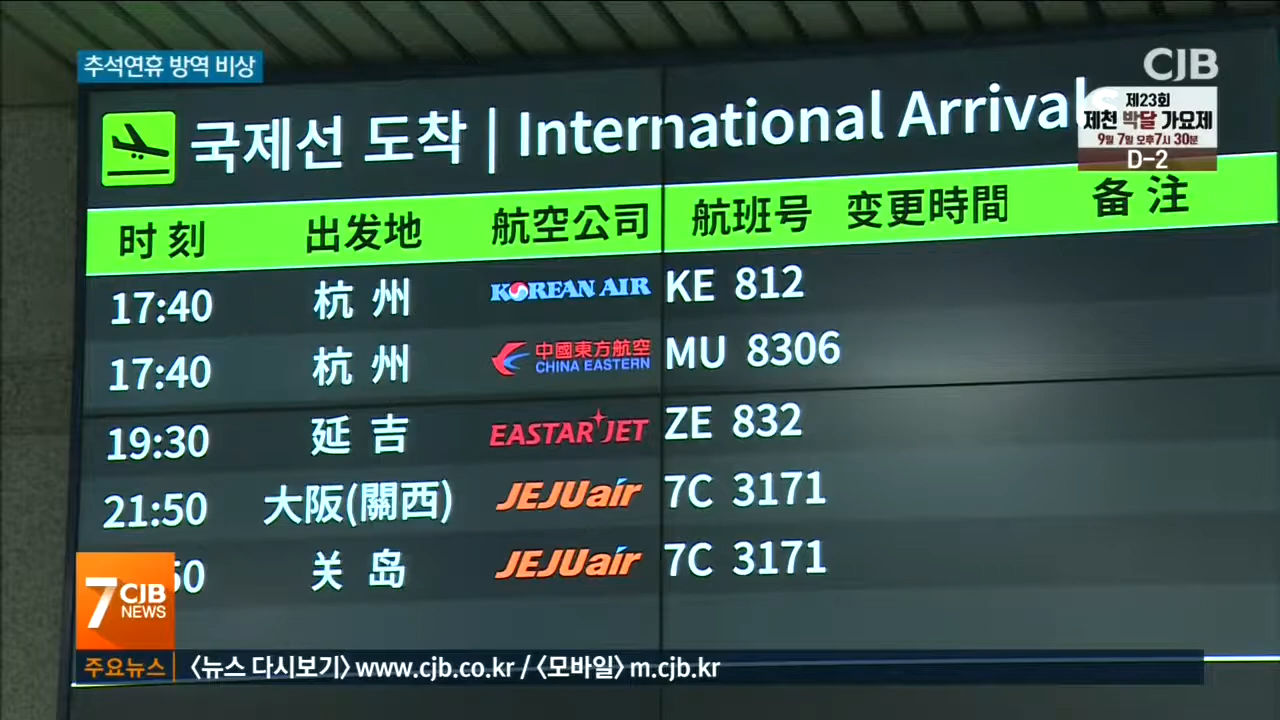 추석연휴 방역 비상
CJB
제23회
제천 박달 가요제
9월 7일 오후7시 30분
D-2
국제선 도착 | International Arrivals
时刻 出发地 航空公司 航班号 变更時間 备注
17:40 杭州 KOREAN AIR KE 812
17:40 杭州 中國東方航空 CHINA EASTERN MU 8306
19:30 延吉 EASTAR JET ZE 832
21:50 大阪(關西) JEJUair 7C 3171
50 关岛 JEJUair 7C 3171
7 CJB NEWS
주요뉴스 〈뉴스 다시보기〉 www.cjb.co.kr / 〈모바일〉 m.cjb.kr